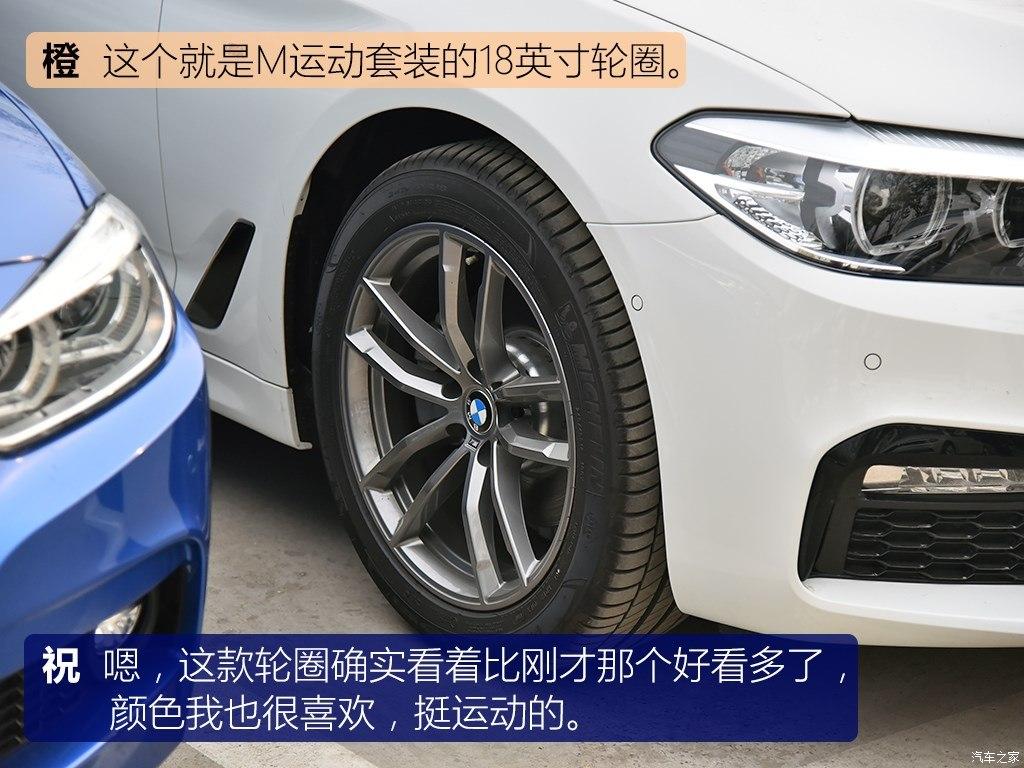 橙 这个就是M运动套装的18英寸轮圈。
MICHELIN
祝 嗯，这款轮圈确实看着比刚才那个好看多了，
颜色我也很喜欢，挺运动的。
汽车之家